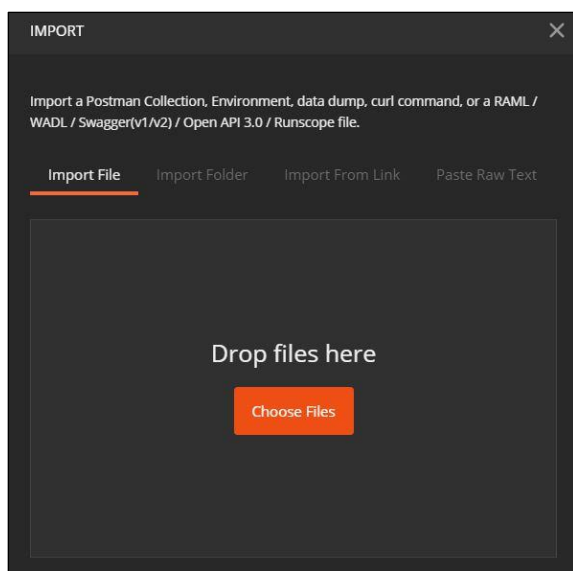 IMPORT
Import a Postman Collection, Environment, data dump, curl command, or a RAML /
WADL / Swagger(v1/v2) / Open API 3.0 / Runscope file.
Import File Import Folder Import From Link Paste Raw Text
Drop files here
Choose Files